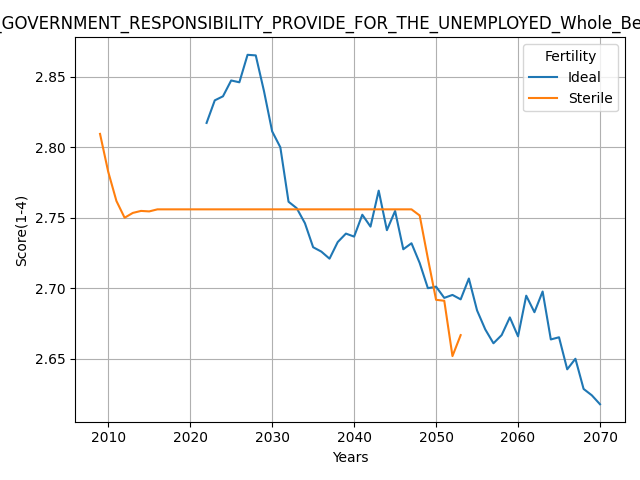 _GOVERNMENT_RESPONSIBILITY_PROVIDE_FOR_THE_UNEMPLOYED_Whole_Be
Fertility
Ideal
Sterile
2.85
2.80
2.75
2.70
2.65
Score(1-4)
2010 2020 2030 2040 2050 2060 2070
Years